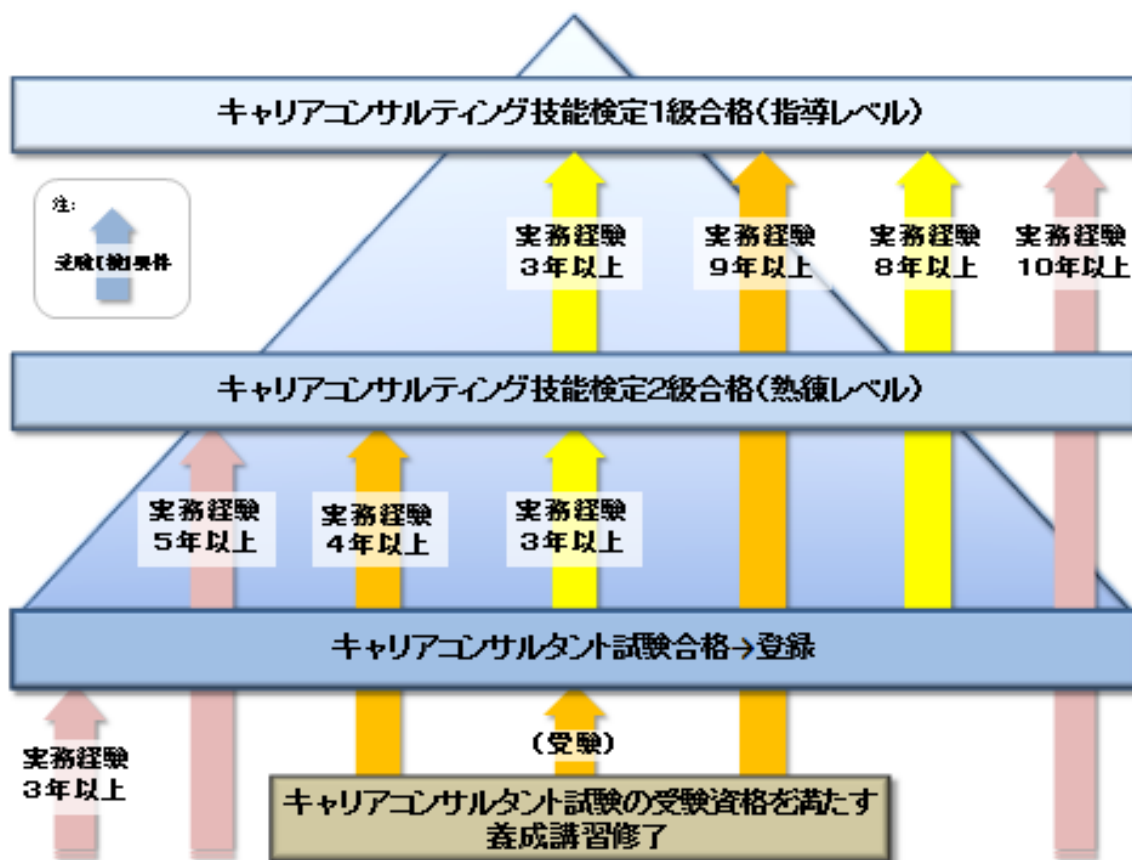 キャリアコンサルティング技能検定1級合格(指導レベル)
注:
受験(検)要件
実務経験
3年以上
実務経験
9年以上
実務経験
8年以上
実務経験
10年以上
キャリアコンサルティング技能検定2級合格(熟練レベル)
実務経験
5年以上
実務経験
4年以上
実務経験
3年以上
キャリアコンサルタント試験合格→登録
実務経験
3年以上
(受験)
キャリアコンサルタント試験の受験資格を満たす
養成講習修了